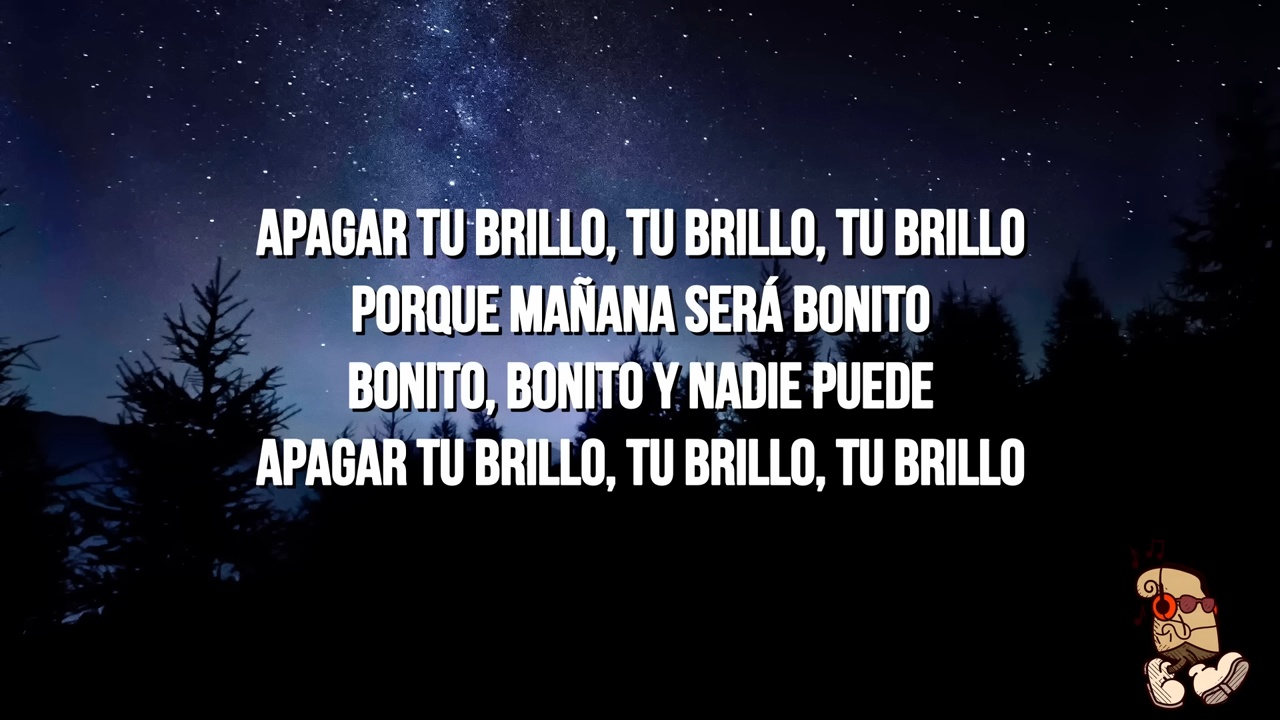 APAGAR TU BRILLO, TU BRILLO, TU BRILLO
PORQUE MAÑANA SERÁ BONITO
BONITO, BONITO Y NADIE PUEDE
APAGAR TU BRILLO, TU BRILLO, TU BRILLO